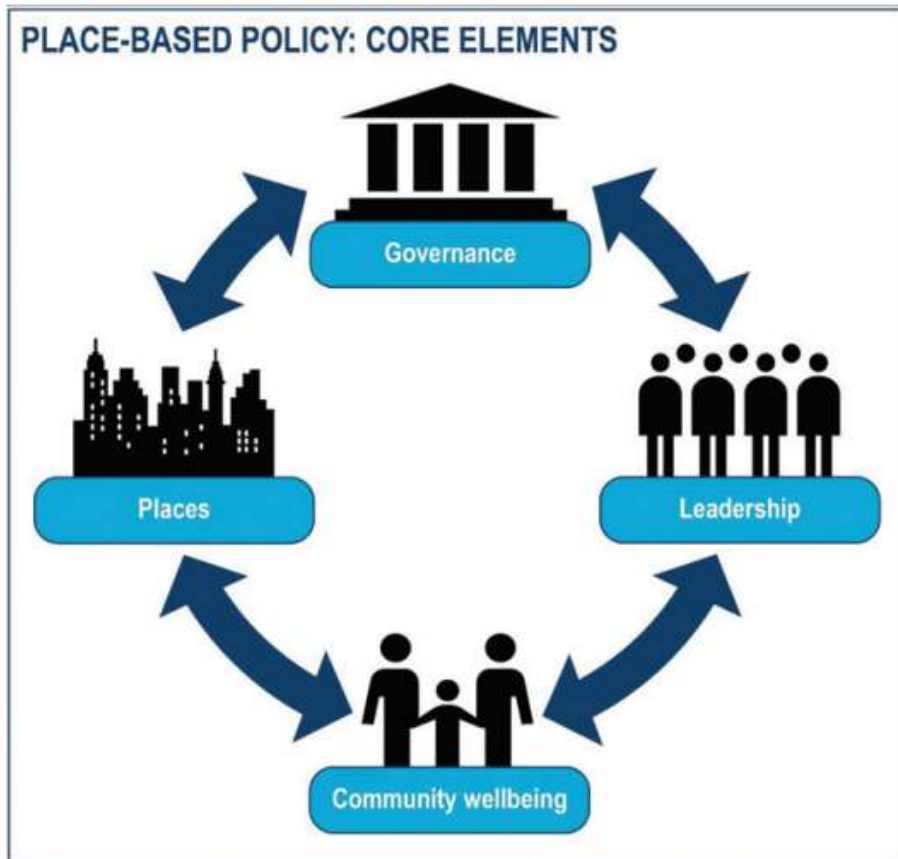 PLACE-BASED POLICY: CORE ELEMENTS
Governance
Places
Leadership
Community wellbeing